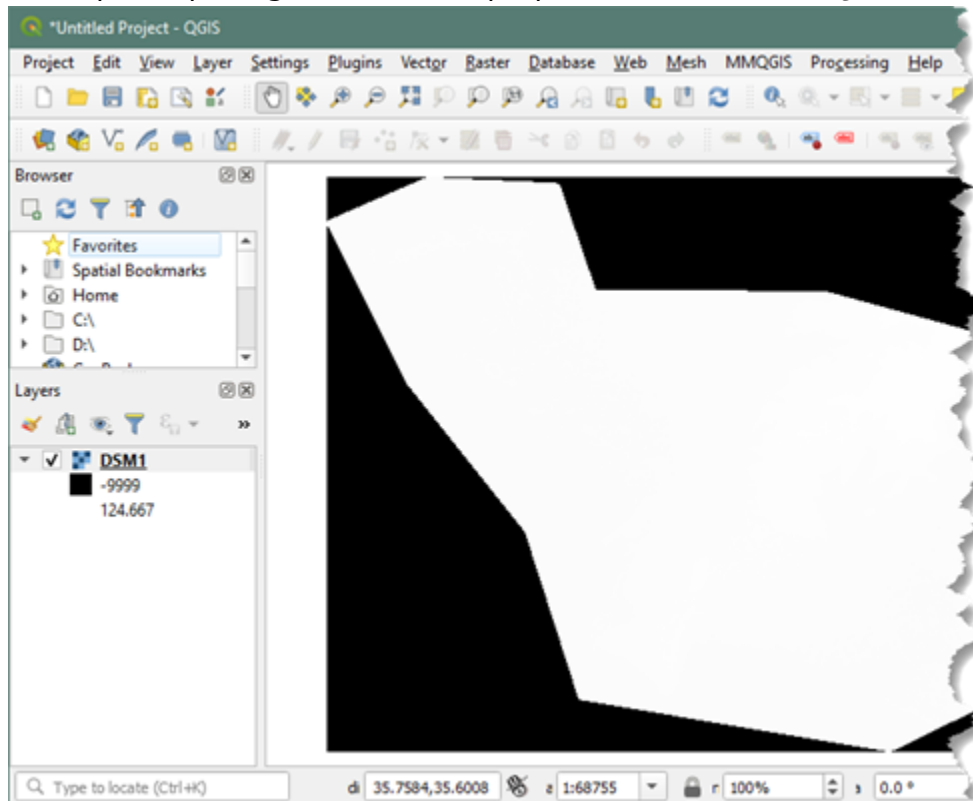 *Untitled Project - QGIS
Project Edit View Layer Settings Plugins Vector Raster Database Web Mesh MMQGIS Processing Help
Browser
Favorites
Spatial Bookmarks
Home
C:\
D:\
Layers
DSM1
-9999
124.667
Type to locate (Ctrl+K) di 35.7584,35.6008 1:68755 r 100% 0.0 °